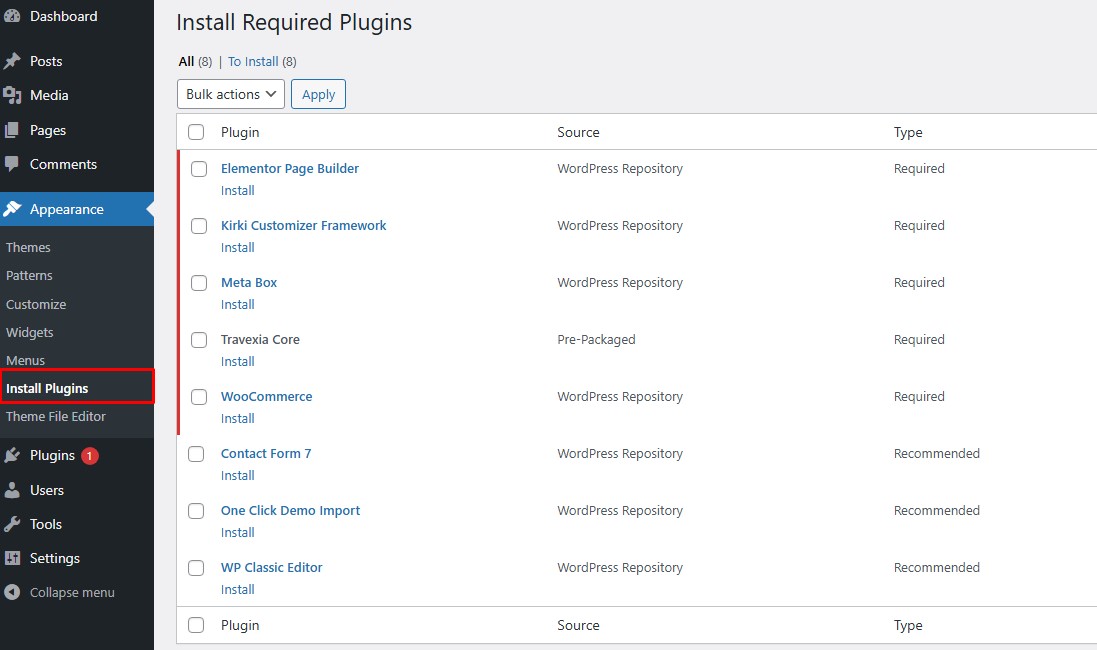 Dashboard
Posts
Media
Pages
Comments
Appearance
Themes
Patterns
Customize
Widgets
Menus
Install Plugins
Theme File Editor
Plugins 1
Users
Tools
Settings
Collapse menu
Install Required Plugins
All (8) | To Install (8)
Bulk actions Apply
Plugin Source Type
Elementor Page Builder WordPress Repository Required
Install
Kirki Customizer Framework WordPress Repository Required
Install
Meta Box WordPress Repository Required
Install
Travexia Core Pre-Packaged Required
Install
WooCommerce WordPress Repository Required
Install
Contact Form 7 WordPress Repository Recommended
Install
One Click Demo Import WordPress Repository Recommended
Install
WP Classic Editor WordPress Repository Recommended
Install
Plugin Source Type